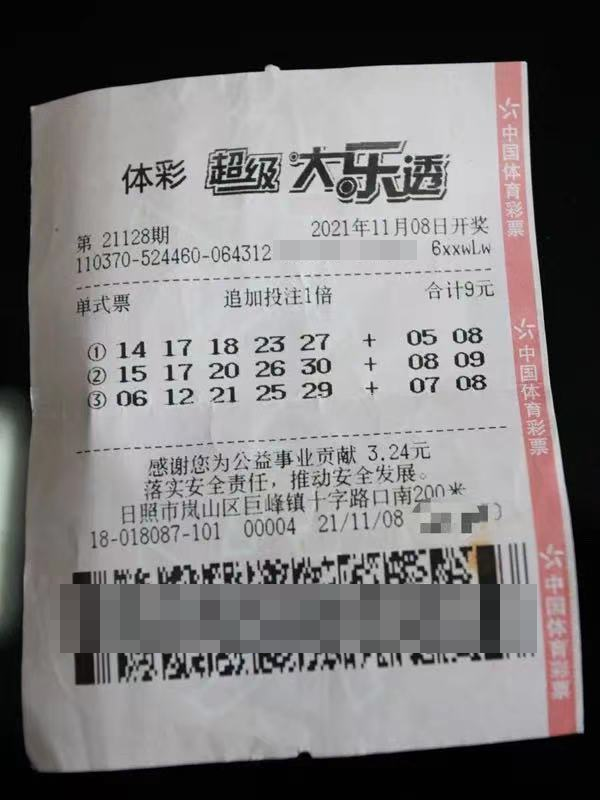 体彩 超级大乐透
第 21128期 2021年11月08日开奖
110370-524460-064312 6xxwLw
单式票 追加投注1倍 合计9元
① 14 17 18 23 27 + 05 08
② 15 17 20 26 30 + 08 09
③ 06 12 21 25 29 + 07 08
感谢您为公益事业贡献 3.24元
落实安全责任，推动安全发展。
日照市岚山区巨峰镇十字路口南200米
18-018087-101 00004 21/11/08
中国体育彩票
中国体育彩票
中国体育彩票